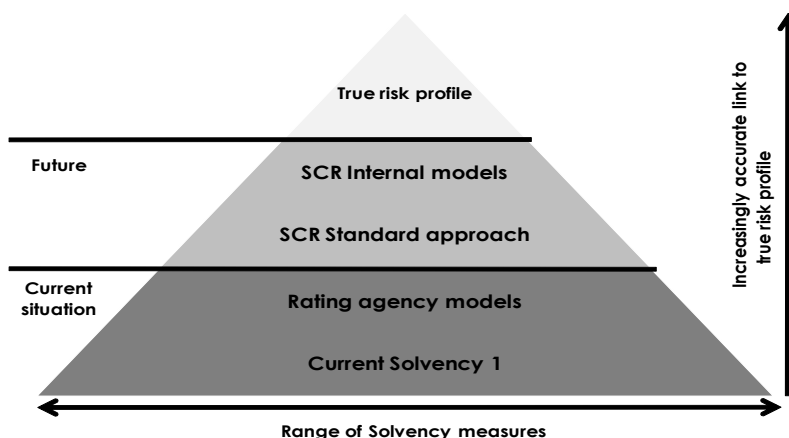 True risk profile
Future
SCR Internal models
SCR Standard approach
Current
situation
Rating agency models
Current Solvency 1
Range of Solvency measures
Increasingly accurate link to
true risk profile